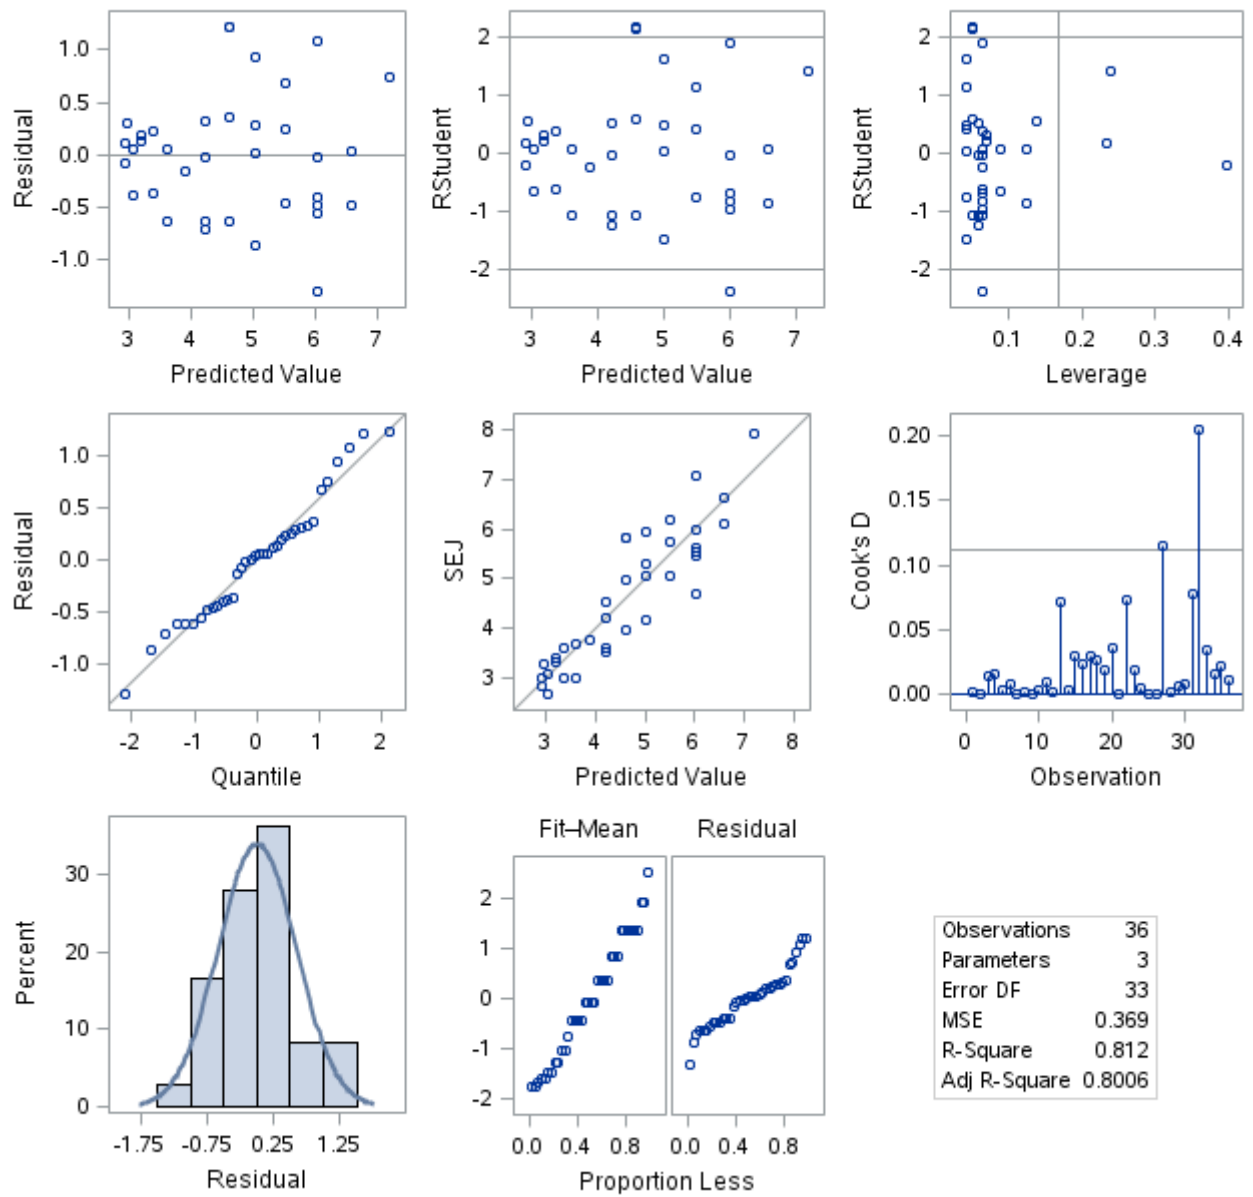 Residual
1.0
0.5
0.0
-0.5
-1.0
3 4 5 6 7
Predicted Value
RStudent
2
1
0
-1
-2
3 4 5 6 7
Predicted Value
RStudent
2
1
0
-1
-2
0.1 0.2 0.3 0.4
Leverage
Residual
1.0
0.5
0.0
-0.5
-1.0
-2 -1 0 1 2
Quantile
SEJ
8
7
6
5
4
3
3 4 5 6 7 8
Predicted Value
Cook's D
0.20
0.15
0.10
0.05
0.00
0 10 20 30
Observation
Percent
30
20
10
0
-1.75 -0.75 0.25 1.25
Residual
Fit–Mean Residual
2
1
0
-1
-2
0.0 0.4 0.8 0.0 0.4 0.8
Proportion Less
Observations 36
Parameters 3
Error DF 33
MSE 0.369
R-Square 0.812
Adj R-Square 0.8006